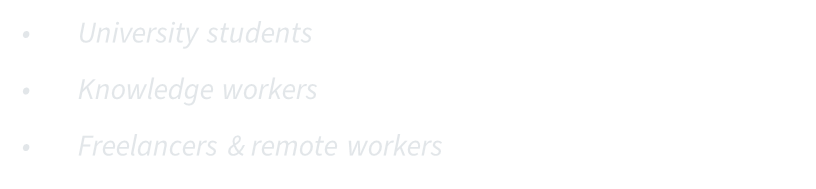 • University students
• Knowledge workers
• Freelancers & remote workers